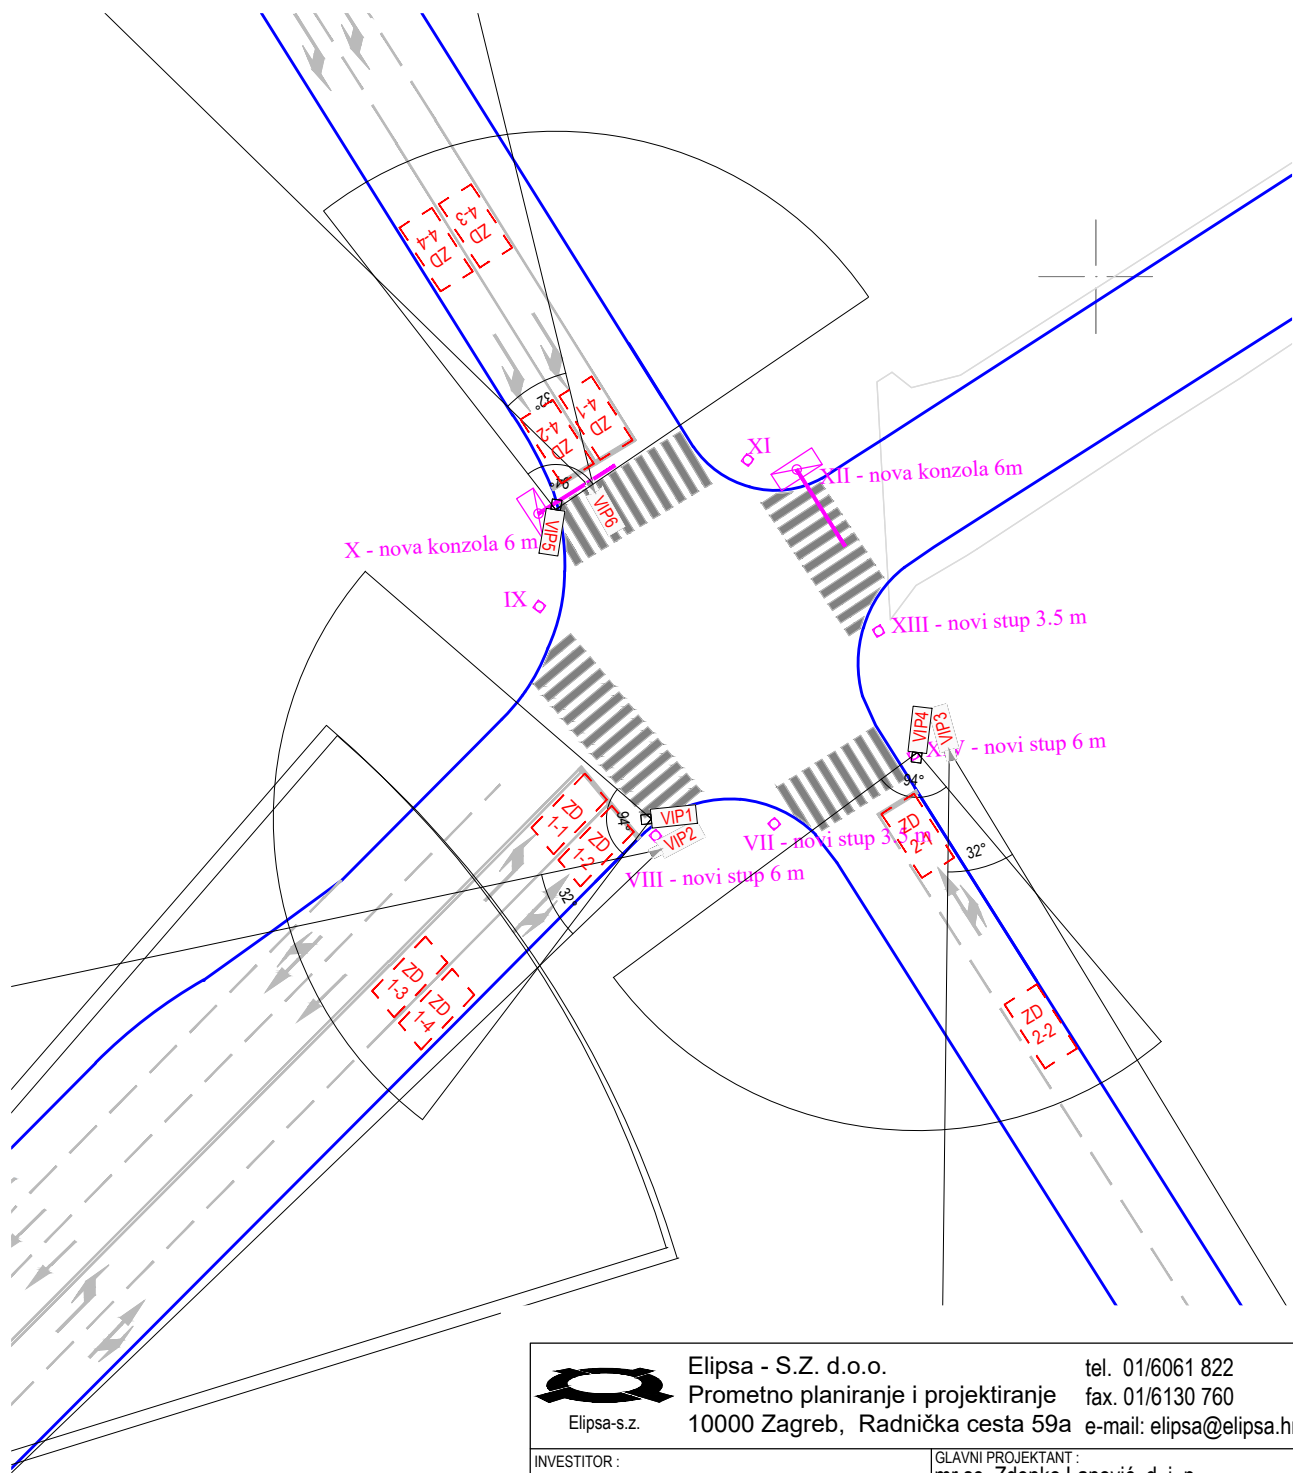 ZD
4-3
ZD
4-4
32°
ZD
4-1
ZD
4-2
XI
XII - nova konzola 6m
VIP6
VIP5
X - nova konzola 6 m
IX
XIII - novi stup 3.5 m
VIP4
VIP3
XIV - novi stup 6 m
94°
ZD
1-1
ZD
1-2
94°
VIP1
VIP2
VII - novi stup 3.5 m
ZD
32°
VIII - novi stup 6 m
32°
ZD
1-3
ZD
1-4
ZD
2-2
Elipsa-s.z.
Elipsa - S.Z. d.o.o.
Prometno planiranje i projektiranje
10000 Zagreb, Radnička cesta 59a
tel. 01/6061 822
fax. 01/6130 760
e-mail: elipsa@elipsa.hr
INVESTITOR :
GLAVNI PROJEKTANT :